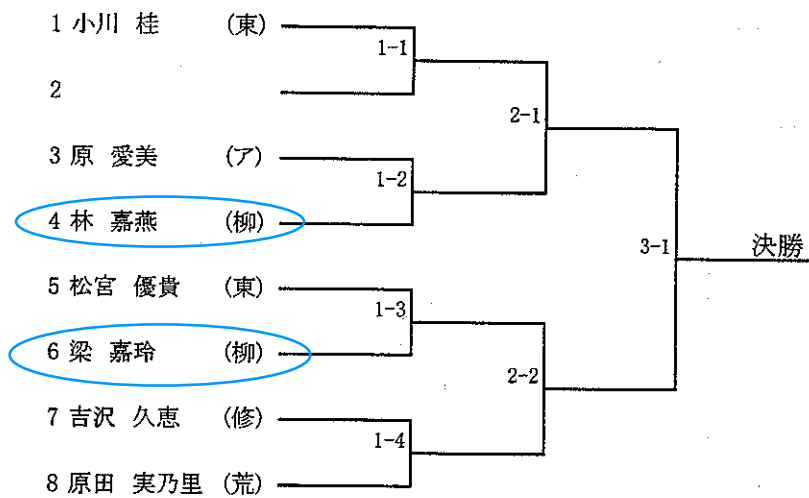 1 小川 桂 (東)
1-1
2
2-1
3 原 愛美 (ア)
1-2
4 林 嘉燕 (柳)
3-1
決勝
5 松宮 優貴 (東)
1-3
6 梁 嘉玲 (柳)
2-2
7 吉沢 久恵 (修)
1-4
8 原田 実乃里 (荒)